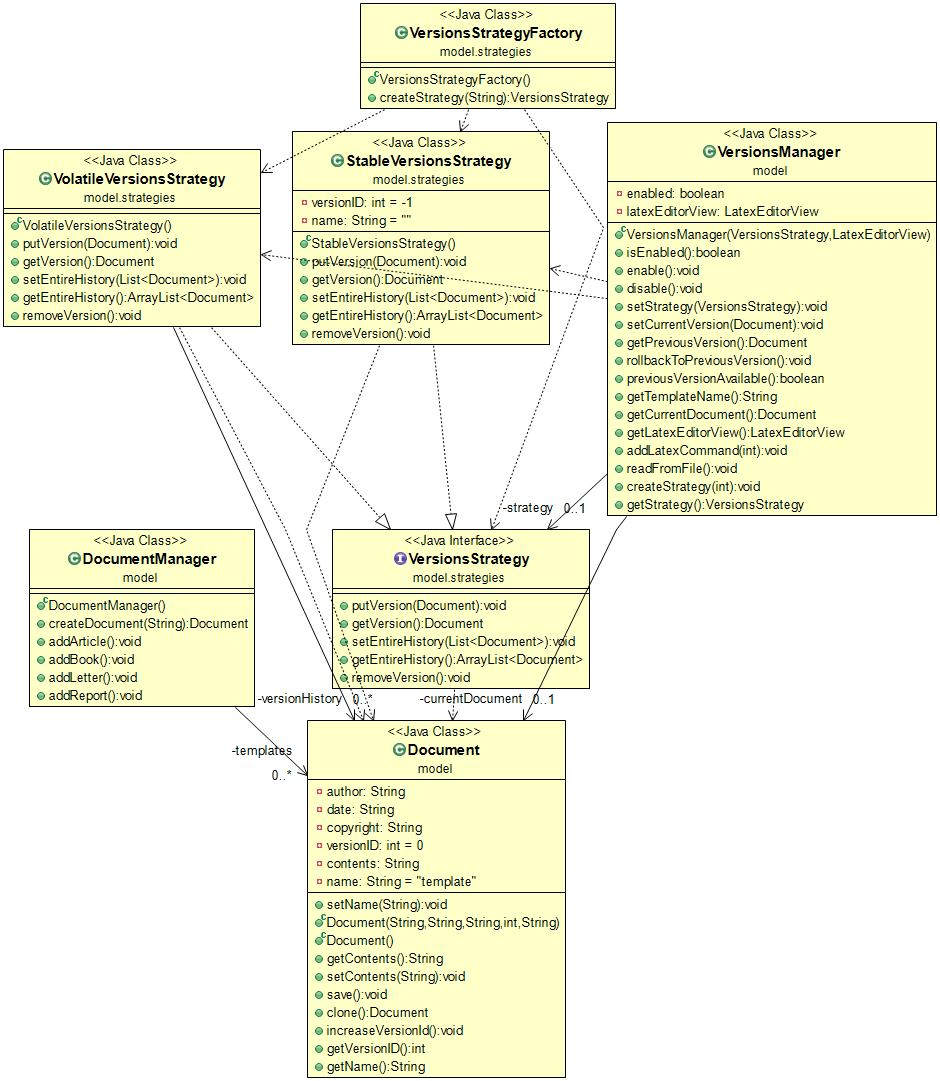 <<Java Class>>
VersionsStrategyFactory
model.strategies
VersionsStrategyFactory()
createStrategy(String):VersionsStrategy
<<Java Class>>
VolatileVersionsStrategy
model.strategies
VolatileVersionsStrategy()
putVersion(Document):void
getVersion():Document
setEntireHistory(List<Document>):void
getEntireHistory():ArrayList<Document>
removeVersion():void
<<Java Class>>
StableVersionsStrategy
model.strategies
versionID: int = -1
name: String = ""
StableVersionsStrategy()
putVersion(Document):void
getVersion():Document
setEntireHistory(List<Document>):void
getEntireHistory():ArrayList<Document>
removeVersion():void
<<Java Class>>
VersionsManager
model
enabled: boolean
latexEditorView: LatexEditorView
VersionsManager(VersionsStrategy,LatexEditorView)
isEnabled():boolean
enable():void
disable():void
setStrategy(VersionsStrategy):void
setCurrentVersion(Document):void
getPreviousVersion():Document
rollbackToPreviousVersion():void
previousVersionAvailable():boolean
getTemplateName():String
getCurrentDocument():Document
getLatexEditorView():LatexEditorView
addLatexCommand(int):void
readFromFile():void
createStrategy(int):void
getStrategy():VersionsStrategy
-strategy 0..1
<<Java Class>>
DocumentManager
model
DocumentManager()
createDocument(String):Document
addArticle():void
addBook():void
addLetter():void
addReport():void
<<Java Interface>>
VersionsStrategy
model.strategies
putVersion(Document):void
getVersion():Document
setEntireHistory(List<Document>):void
getEntireHistory():ArrayList<Document>
removeVersion():void
-versionHistory 0..*
-currentDocument 0..1
-templates
0..*
<<Java Class>>
Document
model
author: String
date: String
copyright: String
versionID: int = 0
contents: String
name: String = "template"
setName(String):void
Document(String,String,String,int,String)
Document()
getContents():String
setContents(String):void
save():void
clone():Document
increaseVersionId():void
getVersionID():int
getName():String